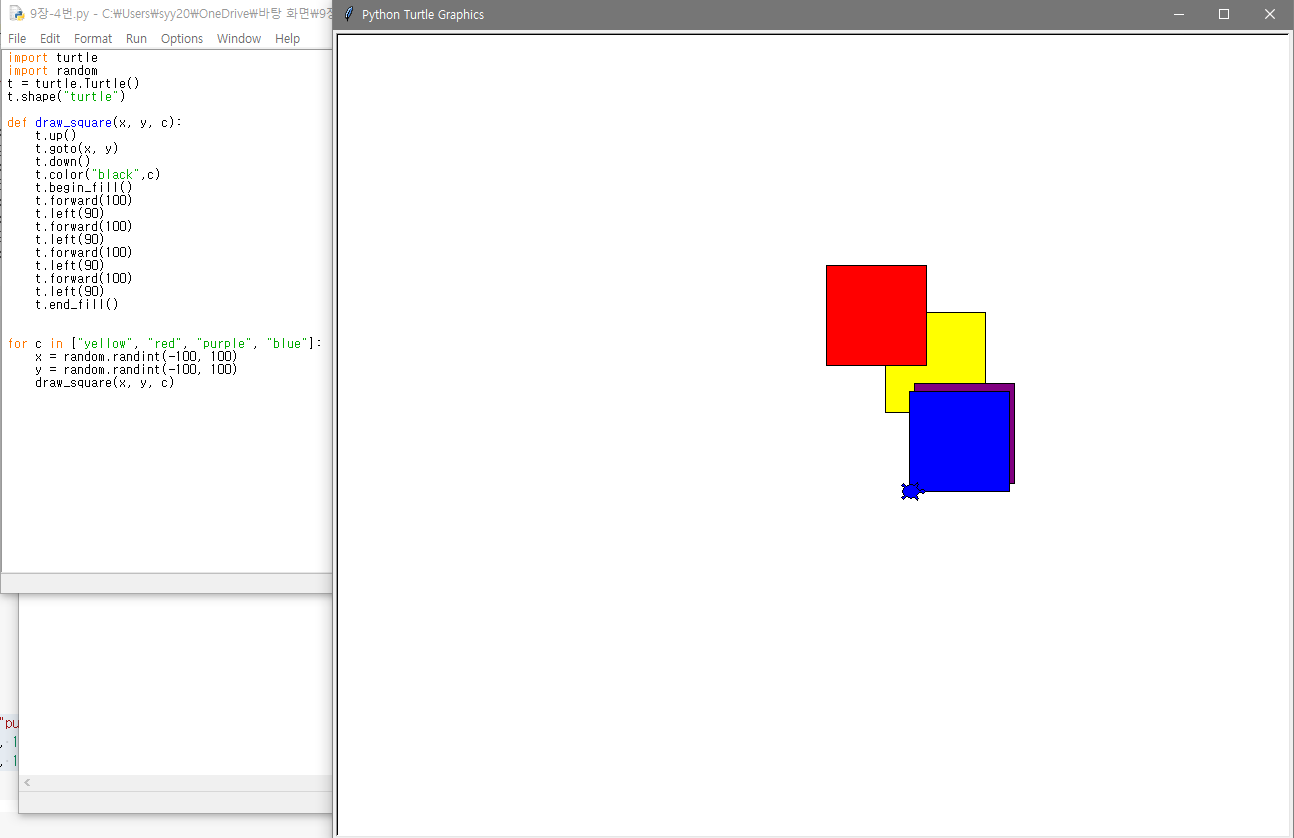 9장-4번.py - C:₩Users₩syy20₩OneDrive₩바탕 화면₩9장
Python Turtle Graphics
File Edit Format Run Options Window Help
import turtle
import random
t = turtle.Turtle()
t.shape("turtle")
def draw_square(x, y, c):
t.up()
t.goto(x, y)
t.down()
t.color("black",c)
t.begin_fill()
t.forward(100)
t.left(90)
t.forward(100)
t.left(90)
t.forward(100)
t.left(90)
t.forward(100)
t.left(90)
t.end_fill()
for c in ["yellow", "red", "purple", "blue"]:
x = random.randint(-100, 100)
y = random.randint(-100, 100)
draw_square(x, y, c)
"pu
, 1
, 1